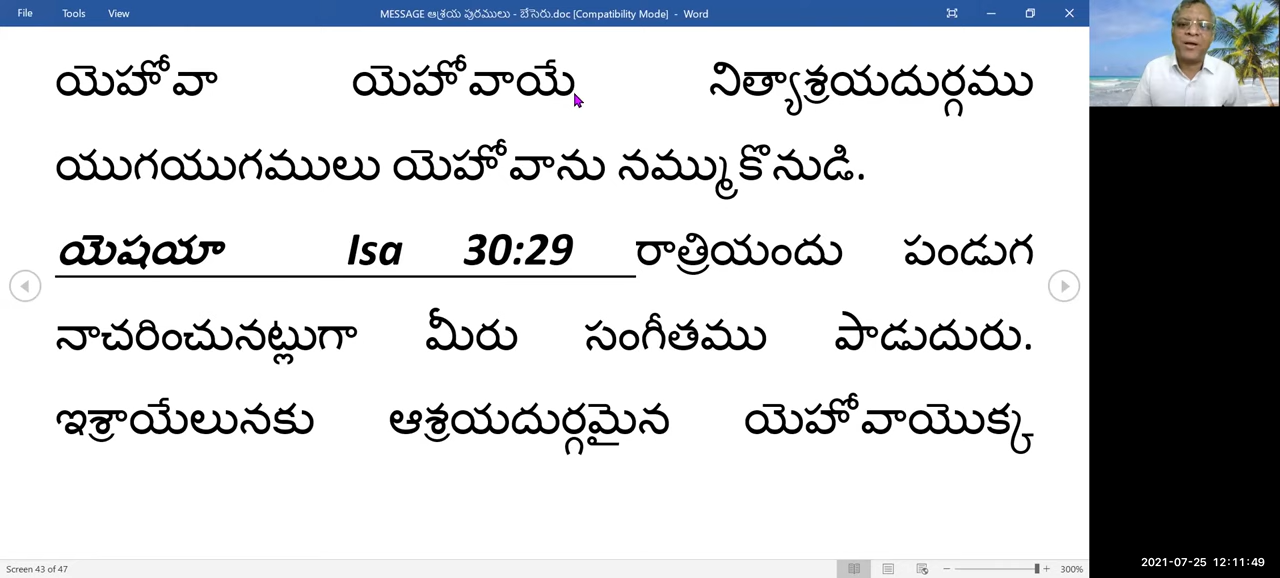 File Tools View MESSAGE ఆశ్రయ పురములు - బేసెరు.doc [Compatibility Mode] - Word
యెహోవా యెహోవాయే నిత్యాశ్రయదుర్గము
యుగయుగములు యెహోవాను నమ్ముకొనుడి.
యెషయా Isa 30:29 రాత్రియందు పండుగ
నాచరించునట్లుగా మీరు సంగీతము పాడుదురు.
ఇశ్రాయేలునకు ఆశ్రయదుర్గమైన యెహోవాయొక్క
Screen 43 of 47 300%
2021-07-25 12:11:49